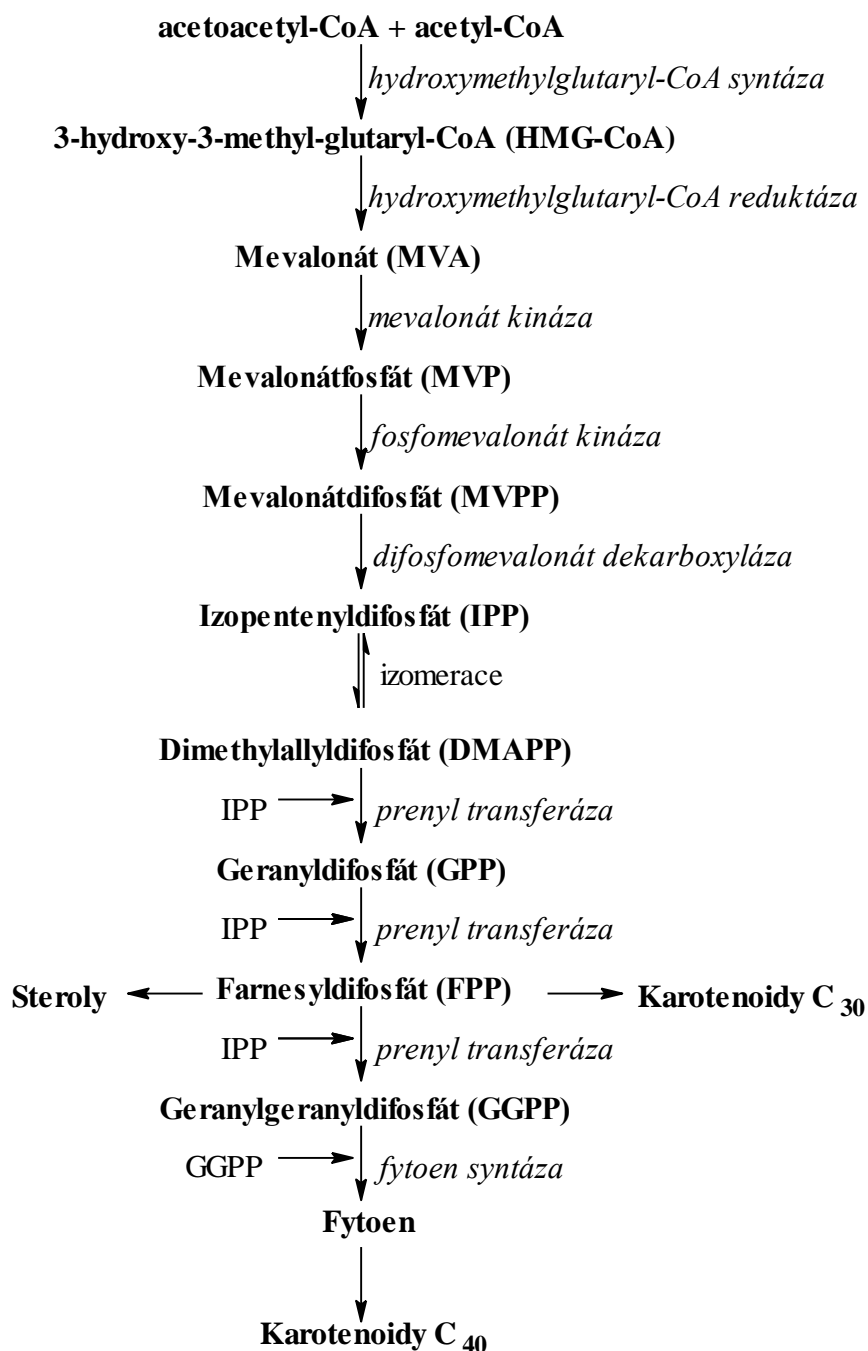 acetoacetyl-CoA + acetyl-CoA
hydroxymethylglutaryl-CoA syntáza
3-hydroxy-3-methyl-glutaryl-CoA (HMG-CoA)
hydroxymethylglutaryl-CoA reduktáza
Mevalonát (MVA)
mevalonát kináza
Mevalonátfosfát (MVP)
fosfomevalonát kináza
Mevalonátdifosfát (MVPP)
difosfomevalonát dekarboxyláza
Izopentenyldifosfát (IPP)
izomerace
Dimethylallyldifosfát (DMAPP)
IPP prenyl transferáza
Geranyldifosfát (GPP)
IPP prenyl transferáza
Steroly Farnesyldifosfát (FPP) Karotenoidy C 30
IPP prenyl transferáza
Geranylgeranyldifosfát (GGPP)
GGPP fytoen syntáza
Fytoen
Karotenoidy C 40